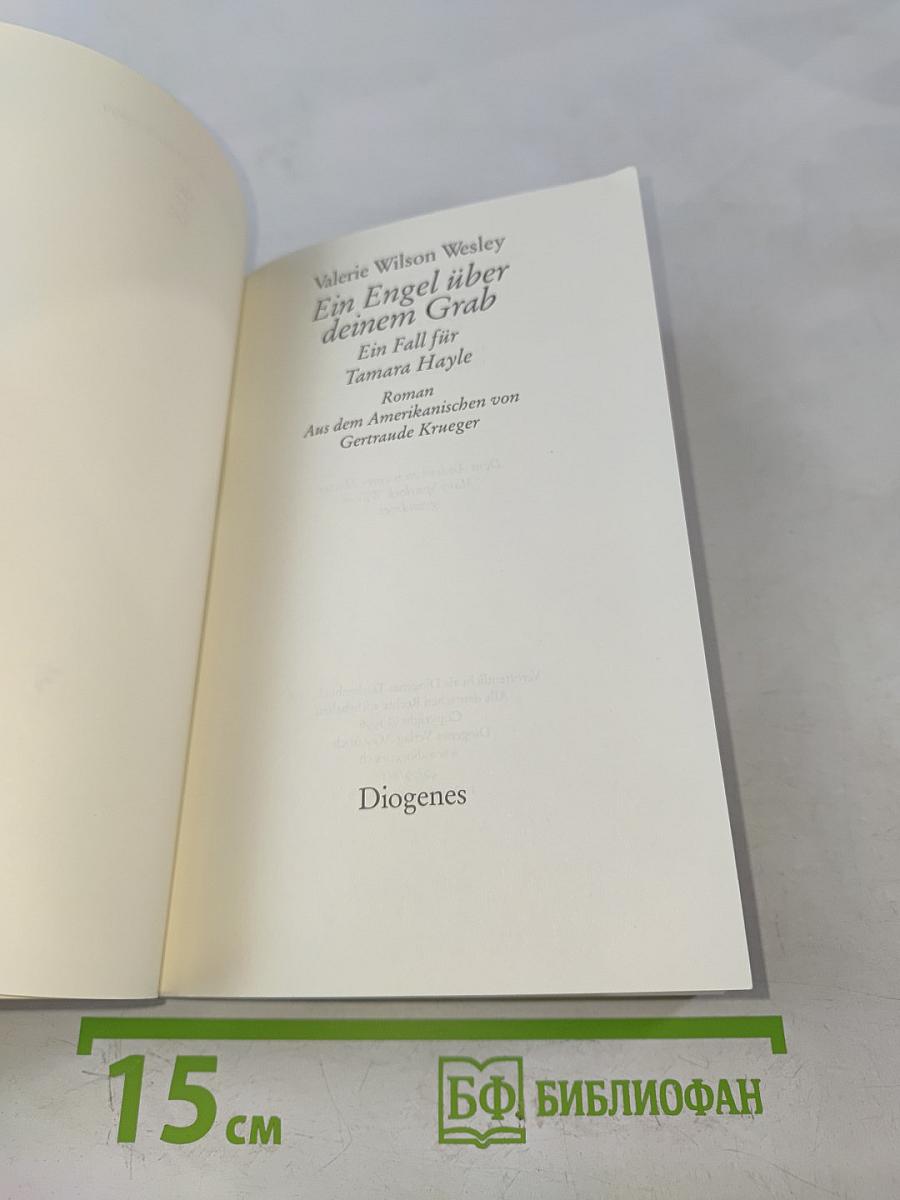 Valerie Wilson Wesley
Ein Engel über
deinem Grab
Ein Fall für
Tamara Hayle
Roman
Aus dem Amerikanischen von
Gertraude Krueger
Diogenes
15 см
БФ БИБЛИОФАН